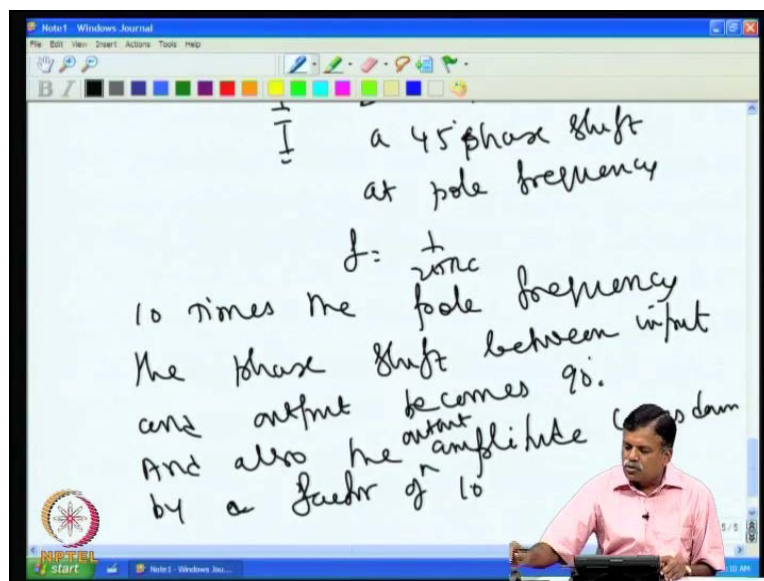 Note1 Windows Journal
File Edit View Insert Actions Tools Help
B I
a 45° phase shift
at pole frequency
f = 1
2πRC
10 times the pole frequency
the phase shift between input
and output becomes 90°.
And also the output amplitude down
by a factor of 10
5/5
NPTEL
start Note1 - Windows Jou... AM